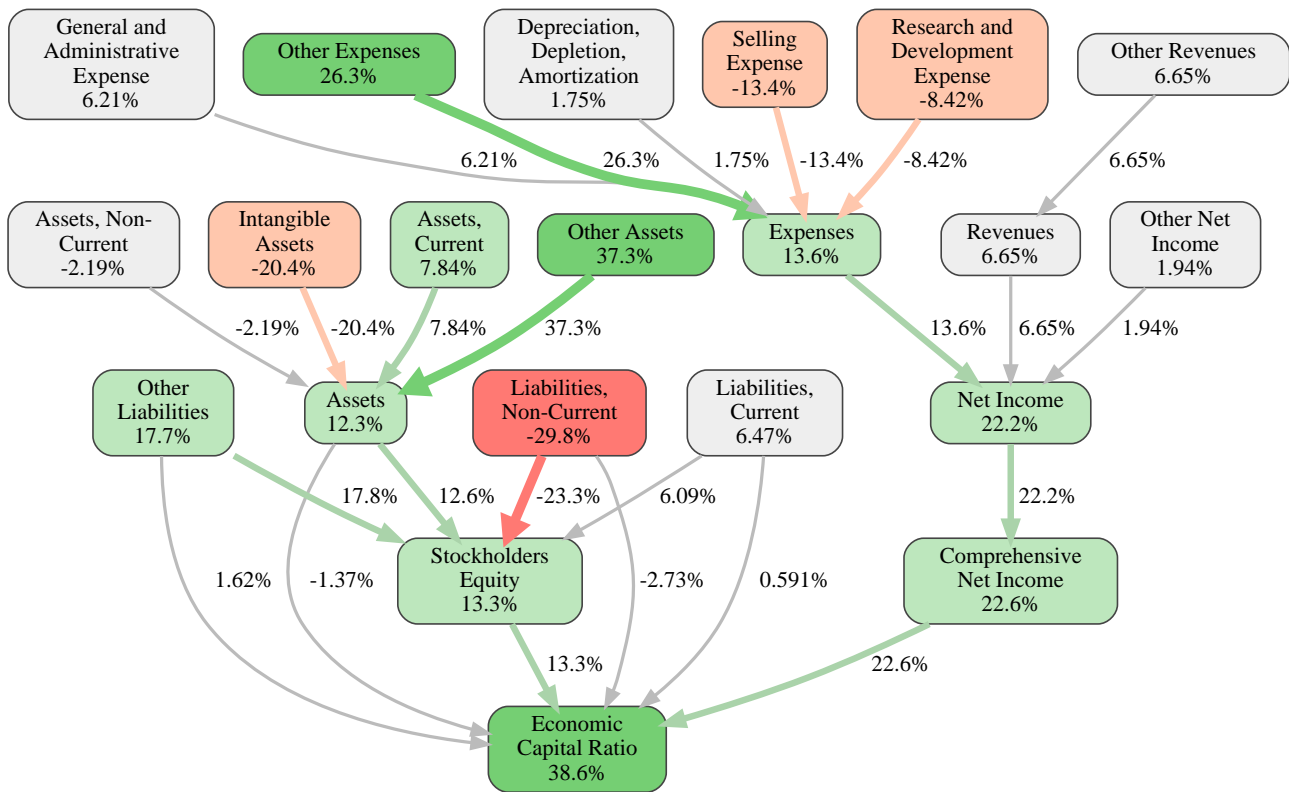 General and
Administrative
Expense
6.21%
Other Expenses
26.3%
Depreciation,
Depletion,
Amortization
1.75%
Selling
Expense
-13.4%
Research and
Development
Expense
-8.42%
Other Revenues
6.65%
6.21%
26.3%
1.75%
-13.4%
-8.42%
6.65%
Assets, Non-
Current
-2.19%
Intangible
Assets
-20.4%
Assets,
Current
7.84%
Other Assets
37.3%
Expenses
13.6%
Revenues
6.65%
Other Net
Income
1.94%
-2.19%
-20.4%
7.84%
37.3%
13.6%
6.65%
1.94%
Other
Liabilities
17.7%
Assets
12.3%
Liabilities,
Non-Current
-29.8%
Liabilities,
Current
6.47%
Net Income
22.2%
17.8%
12.6%
-23.3%
6.09%
22.2%
Stockholders
Equity
13.3%
Comprehensive
Net Income
22.6%
1.62%
-1.37%
-2.73%
0.591%
13.3%
22.6%
Economic
Capital Ratio
38.6%